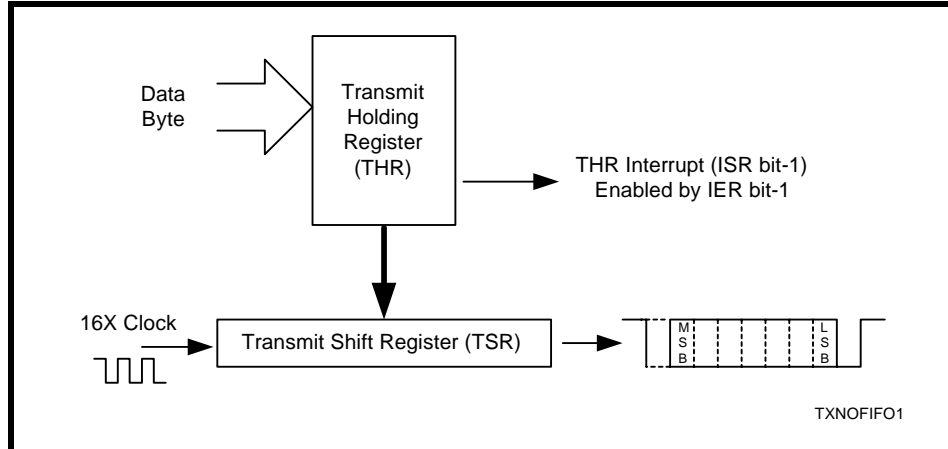 Data
Byte
Transmit
Holding
Register
(THR)
THR Interrupt (ISR bit-1)
Enabled by IER bit-1
16X Clock
Transmit Shift Register (TSR)
M
S
B
L
S
B
TXNOFIFO1